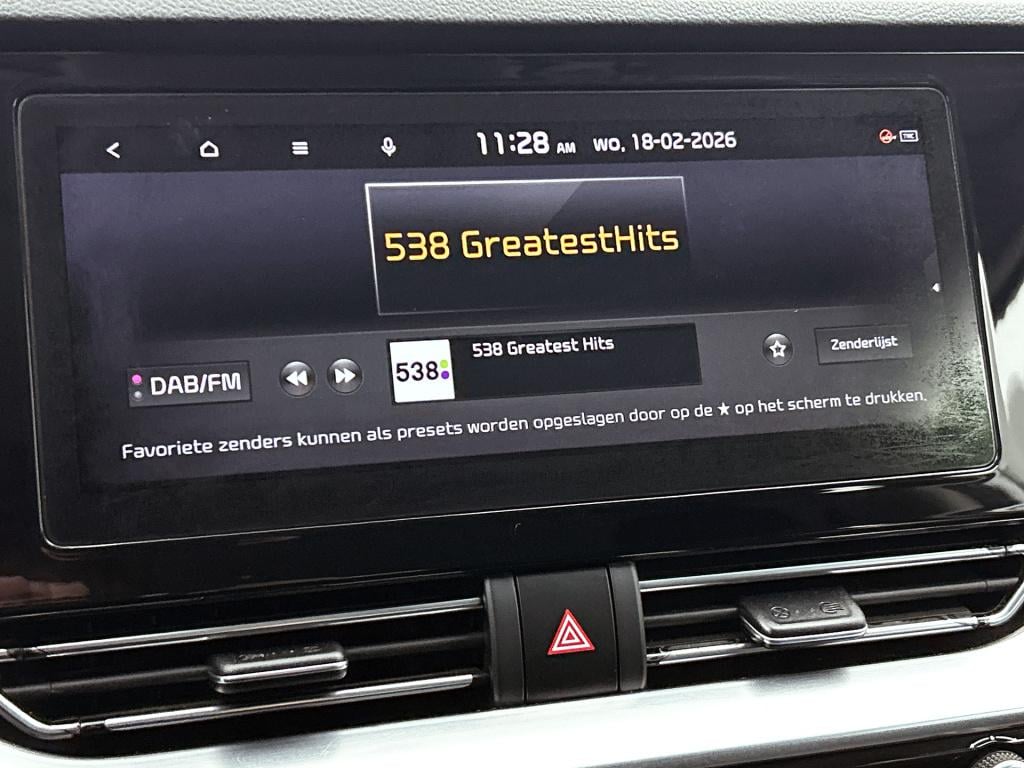 11:28 AM WO. 18-02-2026
TMC
538 GreatestHits
DAB/FM
538
538 Greatest Hits
Zenderlijst
Favoriete zenders kunnen als presets worden opgeslagen door op de ★ op het scherm te drukken.